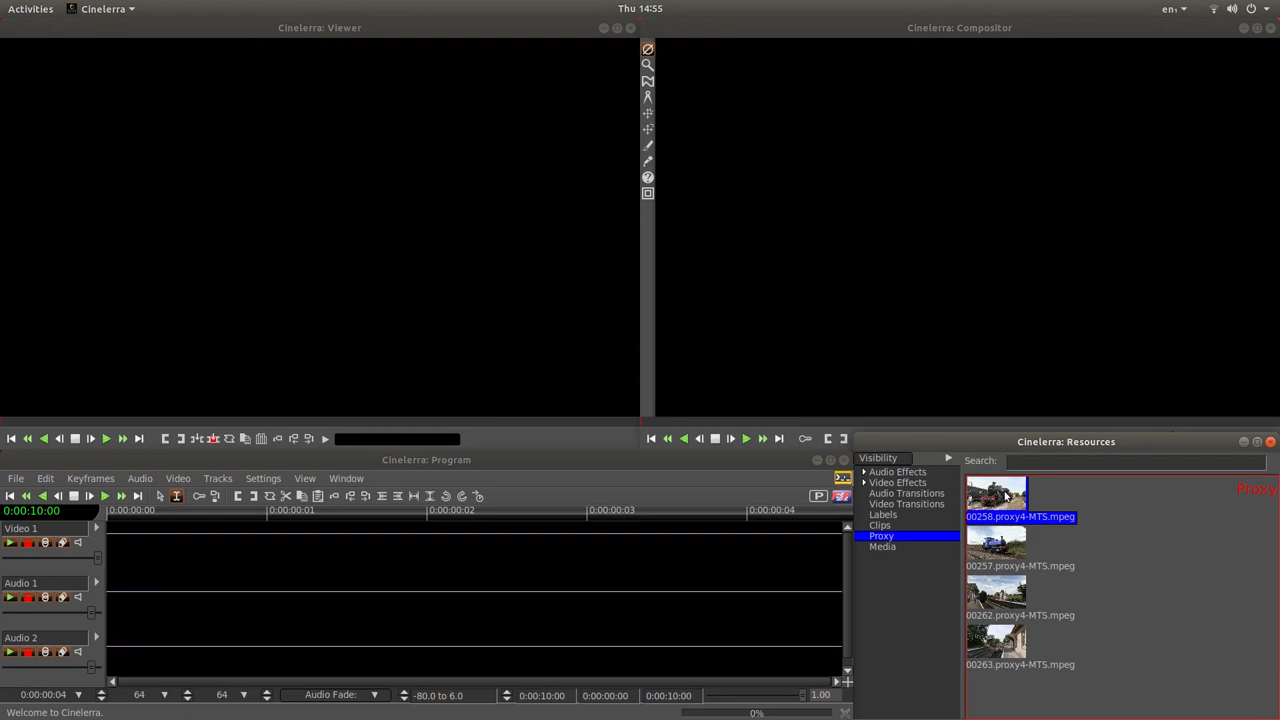 Activities Cinelerra Thu 14:55 en₁
Cinelerra: Viewer Cinelerra: Compositor
Cinelerra: Program
File Edit Keyframes Audio Video Tracks Settings View Window
P
0:00:10:00 0:00:00:00 0:00:00:01 0:00:00:02 0:00:00:03 0:00:00:04
Video 1
Audio 1
Audio 2
0:00:00:04 64 64 Audio Fade: -80.0 to 6.0 0:00:10:00 0:00:00:00 0:00:10:00 1.00
Welcome to Cinelerra. 0%
Cinelerra: Resources
Visibility Search:
Audio Effects
Video Effects
Audio Transitions
Video Transitions
Labels
Clips
Proxy
Media
Proxy
00258.proxy4-MTS.mpeg
00257.proxy4-MTS.mpeg
00262.proxy4-MTS.mpeg
00263.proxy4-MTS.mpeg